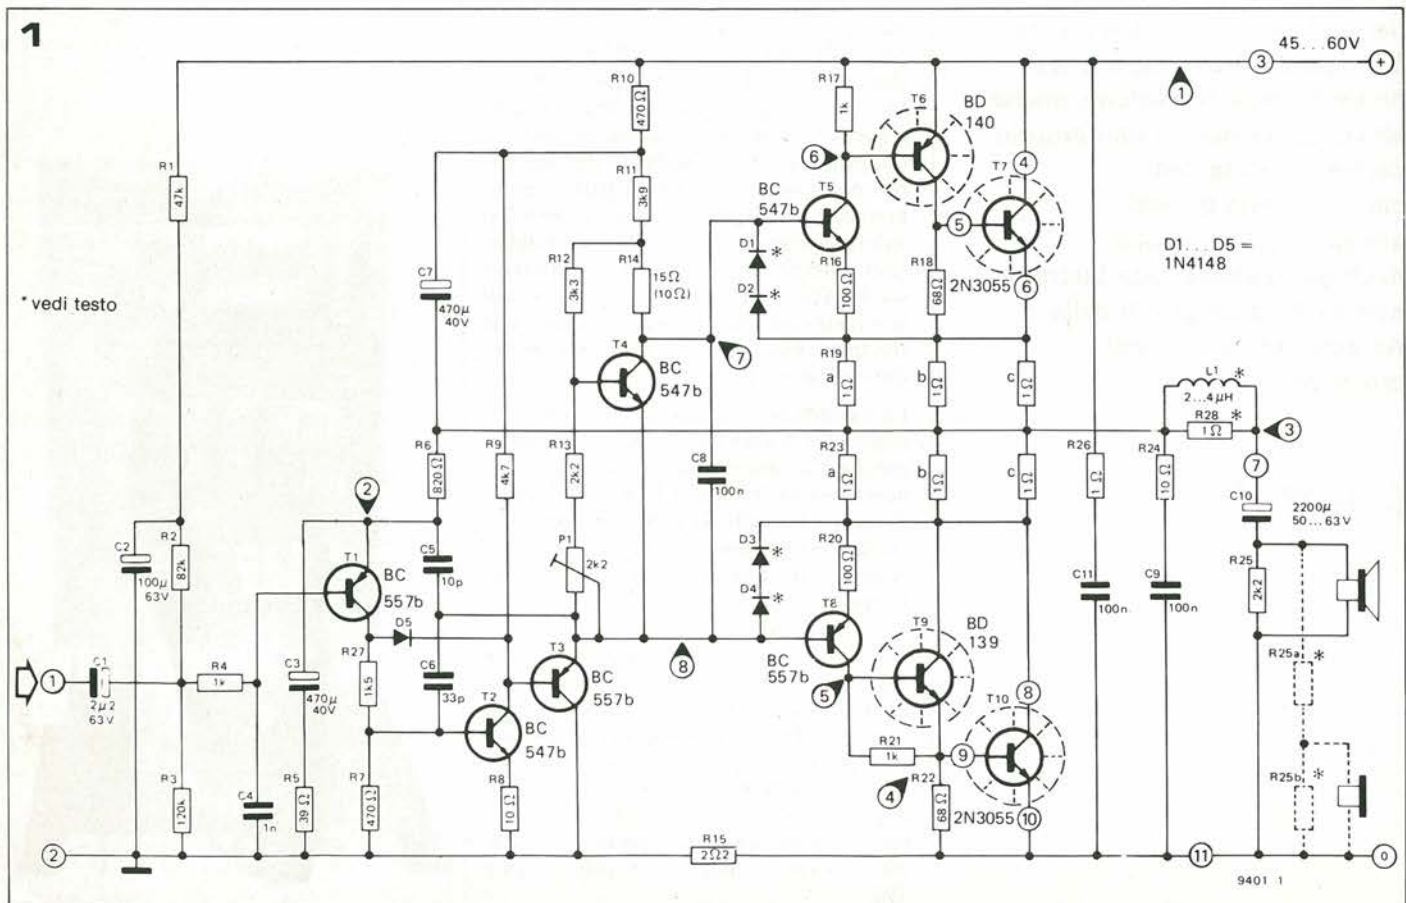 1
45...60V
3
+
1
R10
470Ω
R17
1k
T6
BD
140
R1
47k
R11
3k9
6
T7
4
BC
547b
T5
5
D1...D5 =
1N4148
D1
*
D2
*
R16
100Ω
R18
68Ω
2N3055
6
C7
470µ
40V
R12
3k3
R14
15Ω
(10Ω)
* vedi testo
T4
BC
547b
7
R19
a
1Ω
b
1Ω
c
1Ω
L1
*
2...4µH
R28
*
1Ω
3
R6
820Ω
R9
4k7
R13
2k2
C8
100n
R23
a
1Ω
b
1Ω
c
1Ω
R26
1Ω
R24
10Ω
7
C10
2200µ
50...63V
2
C2
100µ
63V
R2
82k
T1
BC
557b
C5
10p
P1
2k2
D3
*
D4
*
R20
100Ω
C11
100n
C9
100n
R25
2k2
D5
T8
BC
557b
T9
BD
139
8
1
C1
2µ2
63V
R4
1k
C3
470µ
40V
R27
1k5
C6
33p
T3
BC
557b
5
8
R25a
*
T2
BC
547b
T10
R21
1k
9
4
R22
68Ω
2N3055
10
R25b
*
R3
120k
C4
1n
R5
39Ω
R7
470Ω
R8
10Ω
2
R15
2Ω2
11
0
9401 1